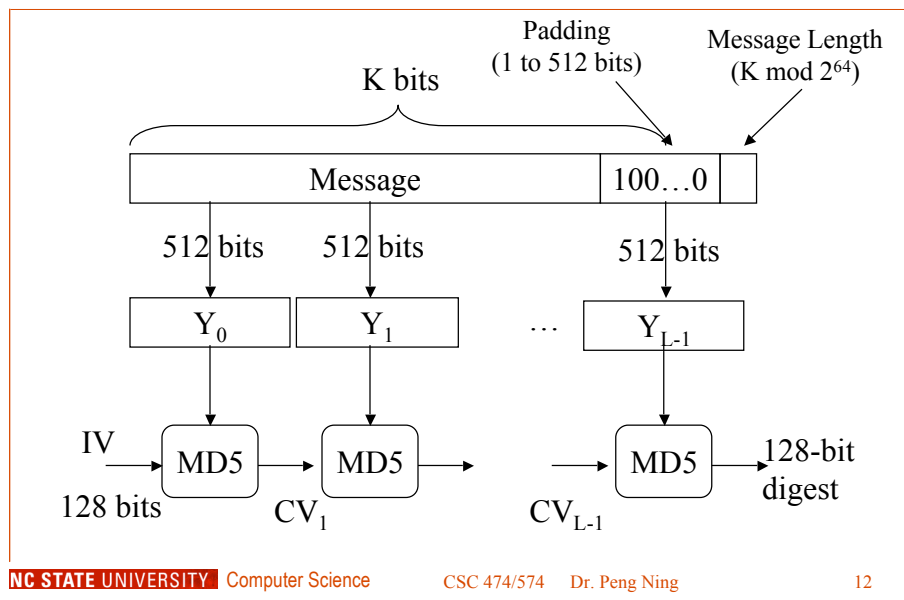 Padding
(1 to 512 bits)
Message Length
(K mod 2⁶⁴)
K bits
Message
100…0
512 bits
512 bits
512 bits
Y₀
Y₁
…
Y_{L-1}
IV
MD5
MD5
MD5
128-bit
digest
128 bits
CV₁
CV_{L-1}
NC STATE UNIVERSITY Computer Science
CSC 474/574 Dr. Peng Ning
12